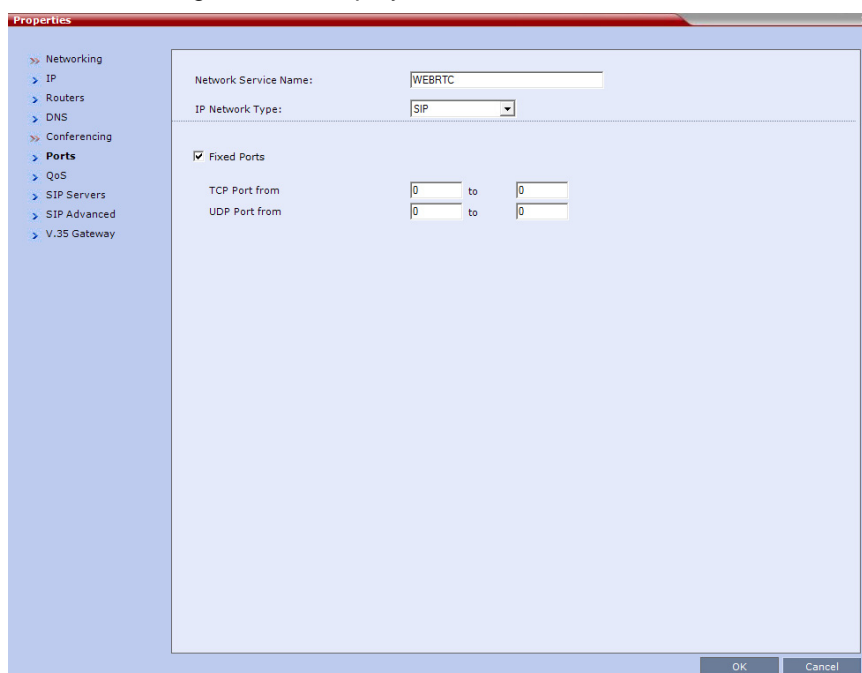 Properties
Networking
IP
Routers
DNS
Conferencing
Ports
QoS
SIP Servers
SIP Advanced
V.35 Gateway
Network Service Name: WEBRTC
IP Network Type: SIP
Fixed Ports
TCP Port from 0 to 0
UDP Port from 0 to 0
OK Cancel